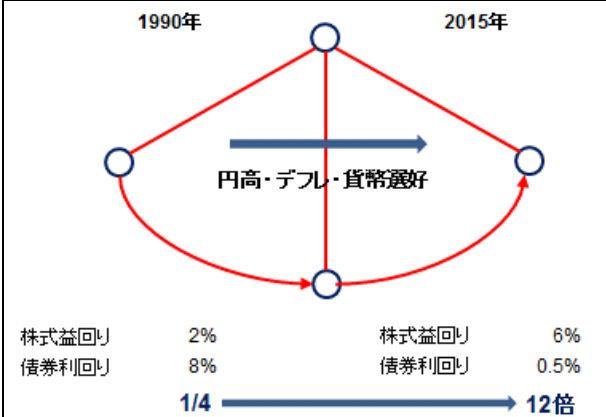 1990年 2015年
円高・デフレ・貨幣選好
株式益回り 2% 株式益回り 6%
債券利回り 8% 債券利回り 0.5%
1/4 12倍